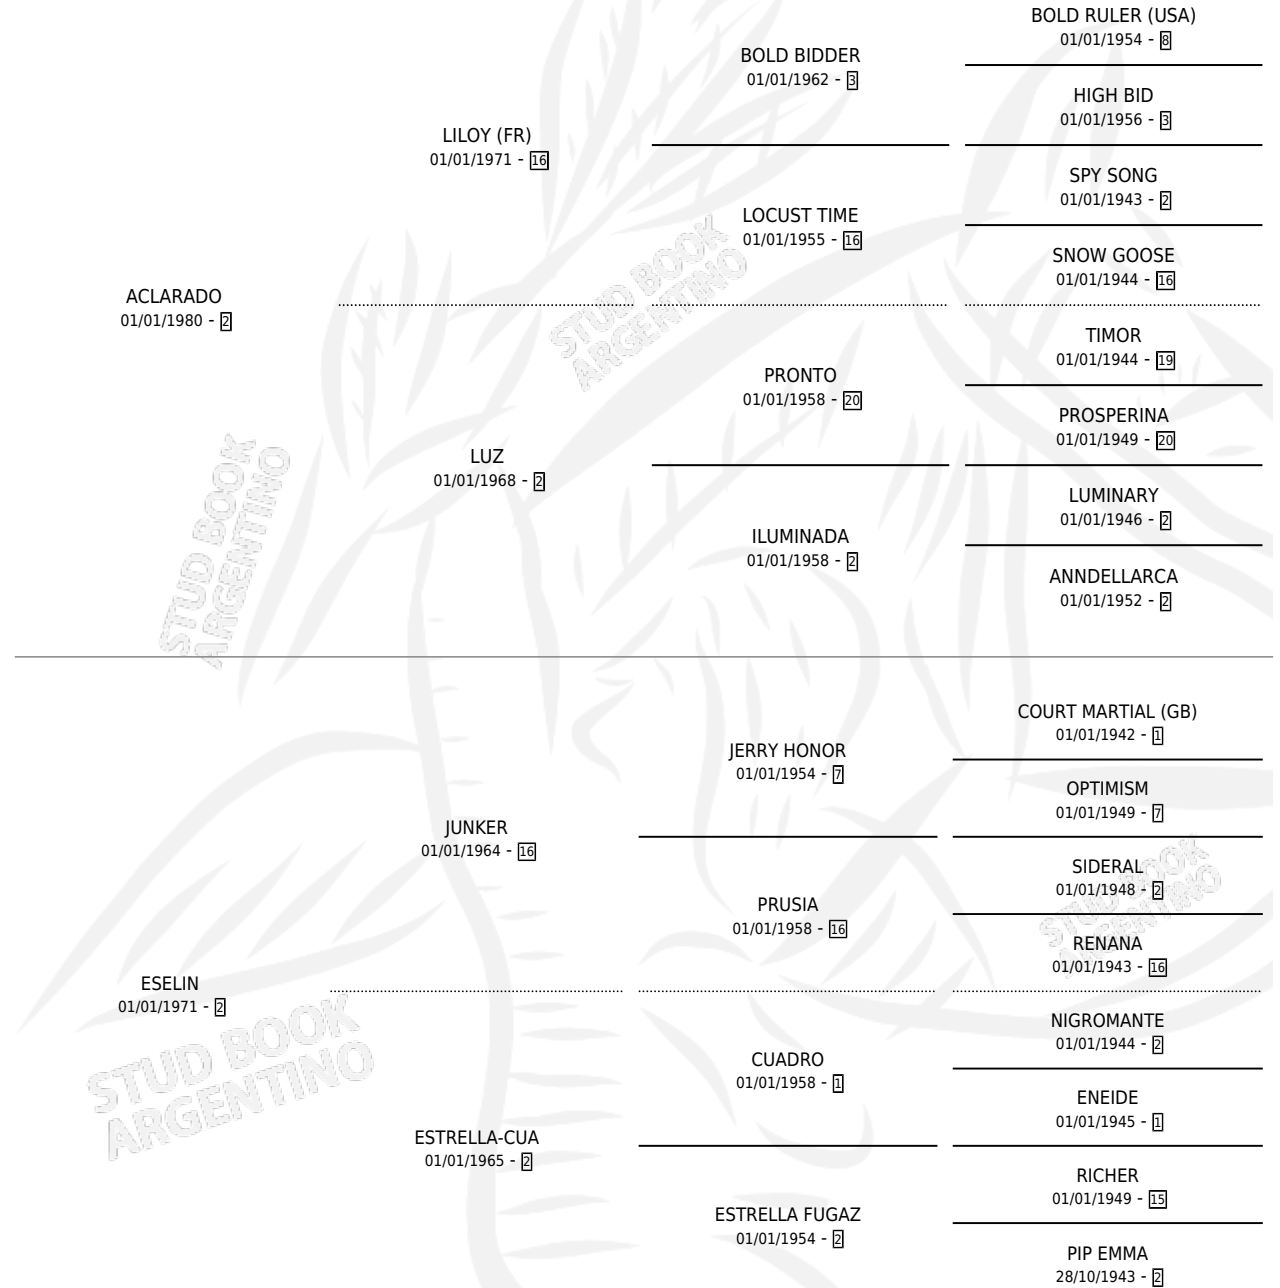 BOLD RULER (USA)
01/01/1954 - 8
BOLD BIDDER
01/01/1962 - 3
HIGH BID
01/01/1956 - 3
LILOY (FR)
01/01/1971 - 16
SPY SONG
01/01/1943 - 2
LOCUST TIME
01/01/1955 - 16
SNOW GOOSE
01/01/1944 - 16
ACLARADO
01/01/1980 - 2
TIMOR
01/01/1944 - 19
PRONTO
01/01/1958 - 20
PROSPERINA
01/01/1949 - 20
LUZ
01/01/1968 - 2
LUMINARY
01/01/1946 - 2
ILUMINADA
01/01/1958 - 2
ANNDELLARCA
01/01/1952 - 2
COURT MARTIAL (GB)
01/01/1942 - 1
JERRY HONOR
01/01/1954 - 7
OPTIMISM
01/01/1949 - 7
JUNKER
01/01/1964 - 16
SIDERAL
01/01/1948 - 2
PRUSIA
01/01/1958 - 16
RENANA
01/01/1943 - 16
ESELIN
01/01/1971 - 2
NIGROMANTE
01/01/1944 - 2
CUADRO
01/01/1958 - 1
ENEIDE
01/01/1945 - 1
ESTRELLA-CUA
01/01/1965 - 2
RICHER
01/01/1949 - 15
ESTRELLA FUGAZ
01/01/1954 - 2
PIP EMMA
28/10/1943 - 2
STUD BOOK
ARGENTINO
STUD BOOK
ARGENTINO
STUD BOOK
ARGENTINO
STUD BOOK
ARGENTINO